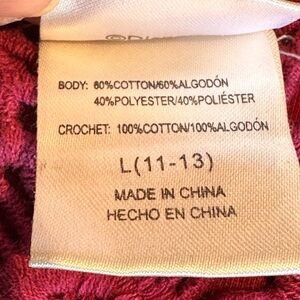 BODY: 60%COTTON/60%ALGODÓN
40%POLYESTER/40%POLIÉSTER
CROCHET: 100%COTTON/100%ALGODÓN
L(11-13)
MADE IN CHINA
HECHO EN CHINA